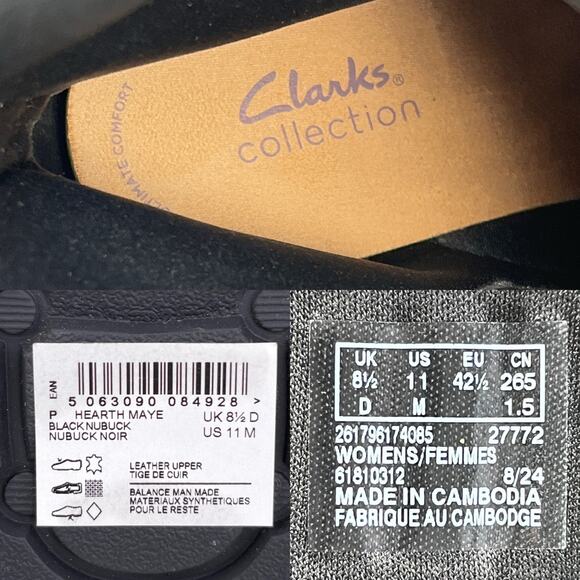 Clarks®
collection
ULTIMATE COMFORT
EAN
5 063090 084928 >
P HEARTH MAYE UK 8½ D
BLACKNUBUCK US 11 M
NUBUCK NOIR
LEATHER UPPER
TIGE DE CUIR
BALANCE MAN MADE
MATERIAUX SYNTHETIQUES
POUR LE RESTE
UK US EU CN
8½ 11 42½ 265
D M 1.5
261796174085 27772
WOMENS/FEMMES
61810312 8/24
MADE IN CAMBODIA
FABRIQUE AU CAMBODGE